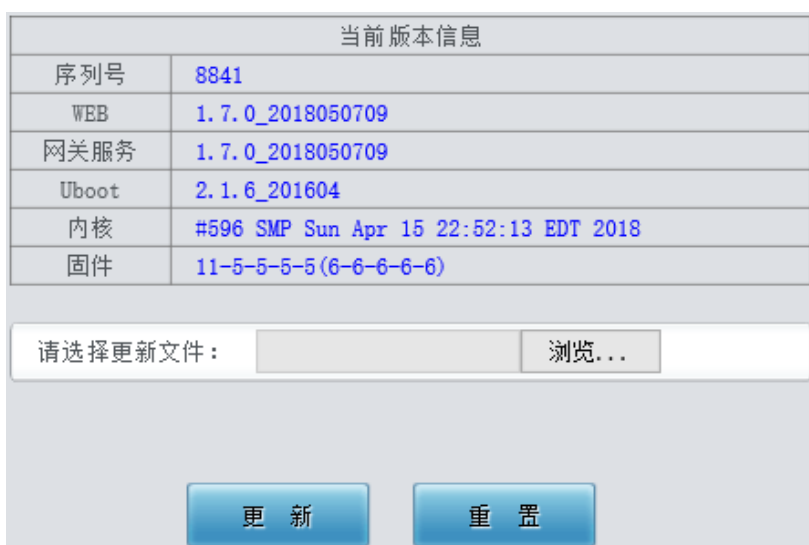 当前版本信息
序列号 8841
WEB 1.7.0_2018050709
网关服务 1.7.0_2018050709
Uboot 2.1.6_201604
内核 #596 SMP Sun Apr 15 22:52:13 EDT 2018
固件 11-5-5-5-5(6-6-6-6-6)
请选择更新文件： 浏览...
更 新 重 置